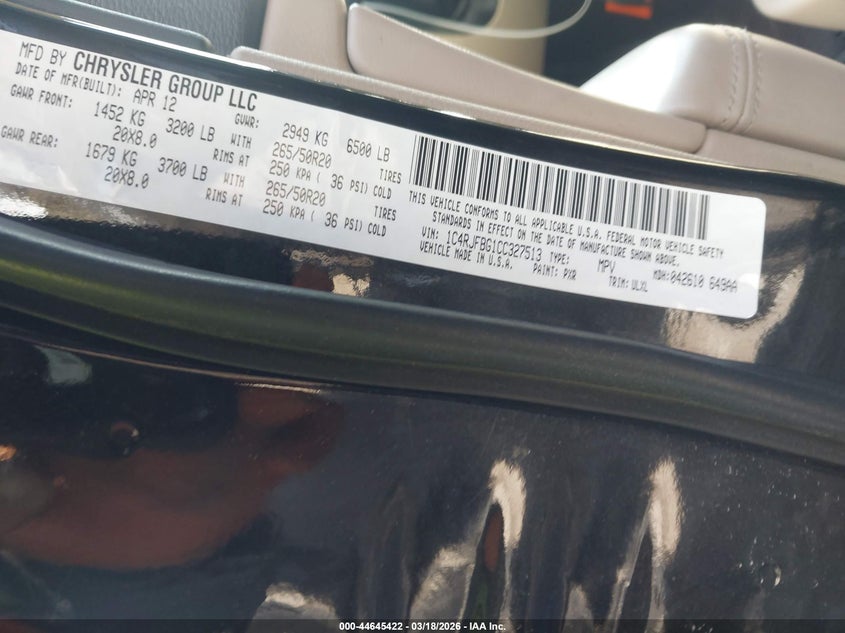 MFD BY CHRYSLER GROUP LLC
DATE OF MFR(BUILT): APR 12 GVWR: 2949 KG 6500 LB
GAWR FRONT: 1452 KG 3200 LB WITH 265/50R20 TIRES
20X8.0 RIMS AT 250 KPA ( 36 PSI) COLD
GAWR REAR: 1679 KG 3700 LB WITH 265/50R20 TIRES
20X8.0 RIMS AT 250 KPA ( 36 PSI) COLD
THIS VEHICLE CONFORMS TO ALL APPLICABLE U.S.A. FEDERAL MOTOR VEHICLE SAFETY
STANDARDS IN EFFECT ON THE DATE OF MANUFACTURE SHOWN ABOVE.
VIN: 1C4RJFBG1CC327513 TYPE: MPV MDH: 042610 649AA
VEHICLE MADE IN U.S.A. PAINT: PXR TRIM: ULXL
000-44645422 | 03/18/2026 - IAA Inc.